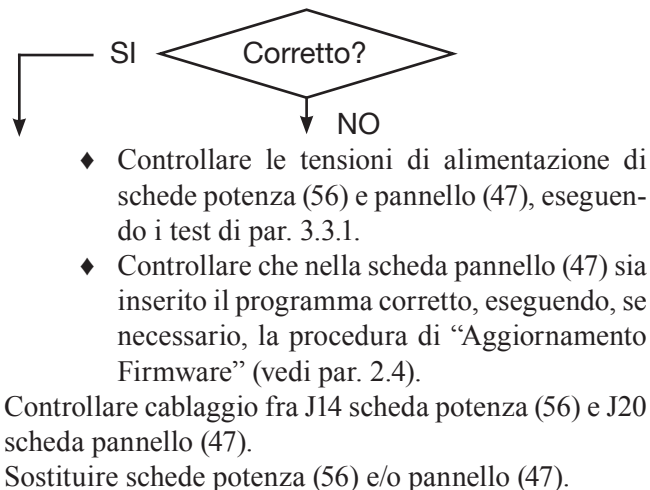 SI Corretto?
NO
♦ Controllare le tensioni di alimentazione di
schede potenza (56) e pannello (47), eseguen-
do i test di par. 3.3.1.
♦ Controllare che nella scheda pannello (47) sia
inserito il programma corretto, eseguendo, se
necessario, la procedura di “Aggiornamento
Firmware” (vedi par. 2.4).
Controllare cablaggio fra J14 scheda potenza (56) e J20
scheda pannello (47).
Sostituire schede potenza (56) e/o pannello (47).